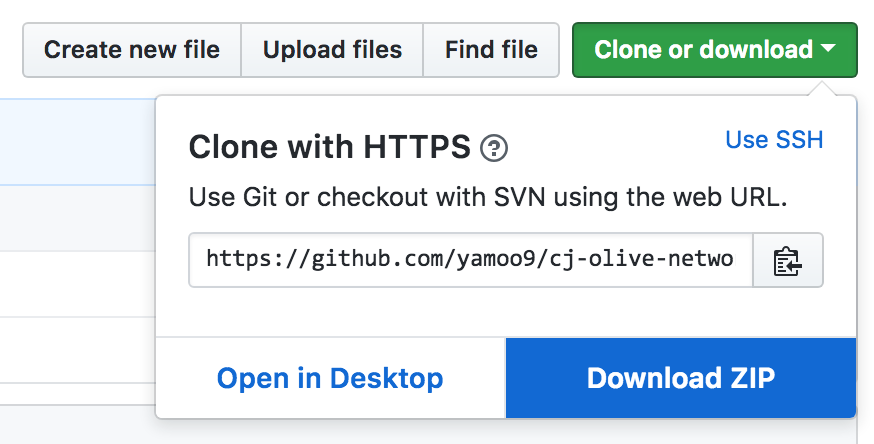 Create new file
Upload files
Find file
Clone or download
Clone with HTTPS ?
Use SSH
Use Git or checkout with SVN using the web URL.
https://github.com/yamoo9/cj-olive-netwo
Open in Desktop
Download ZIP